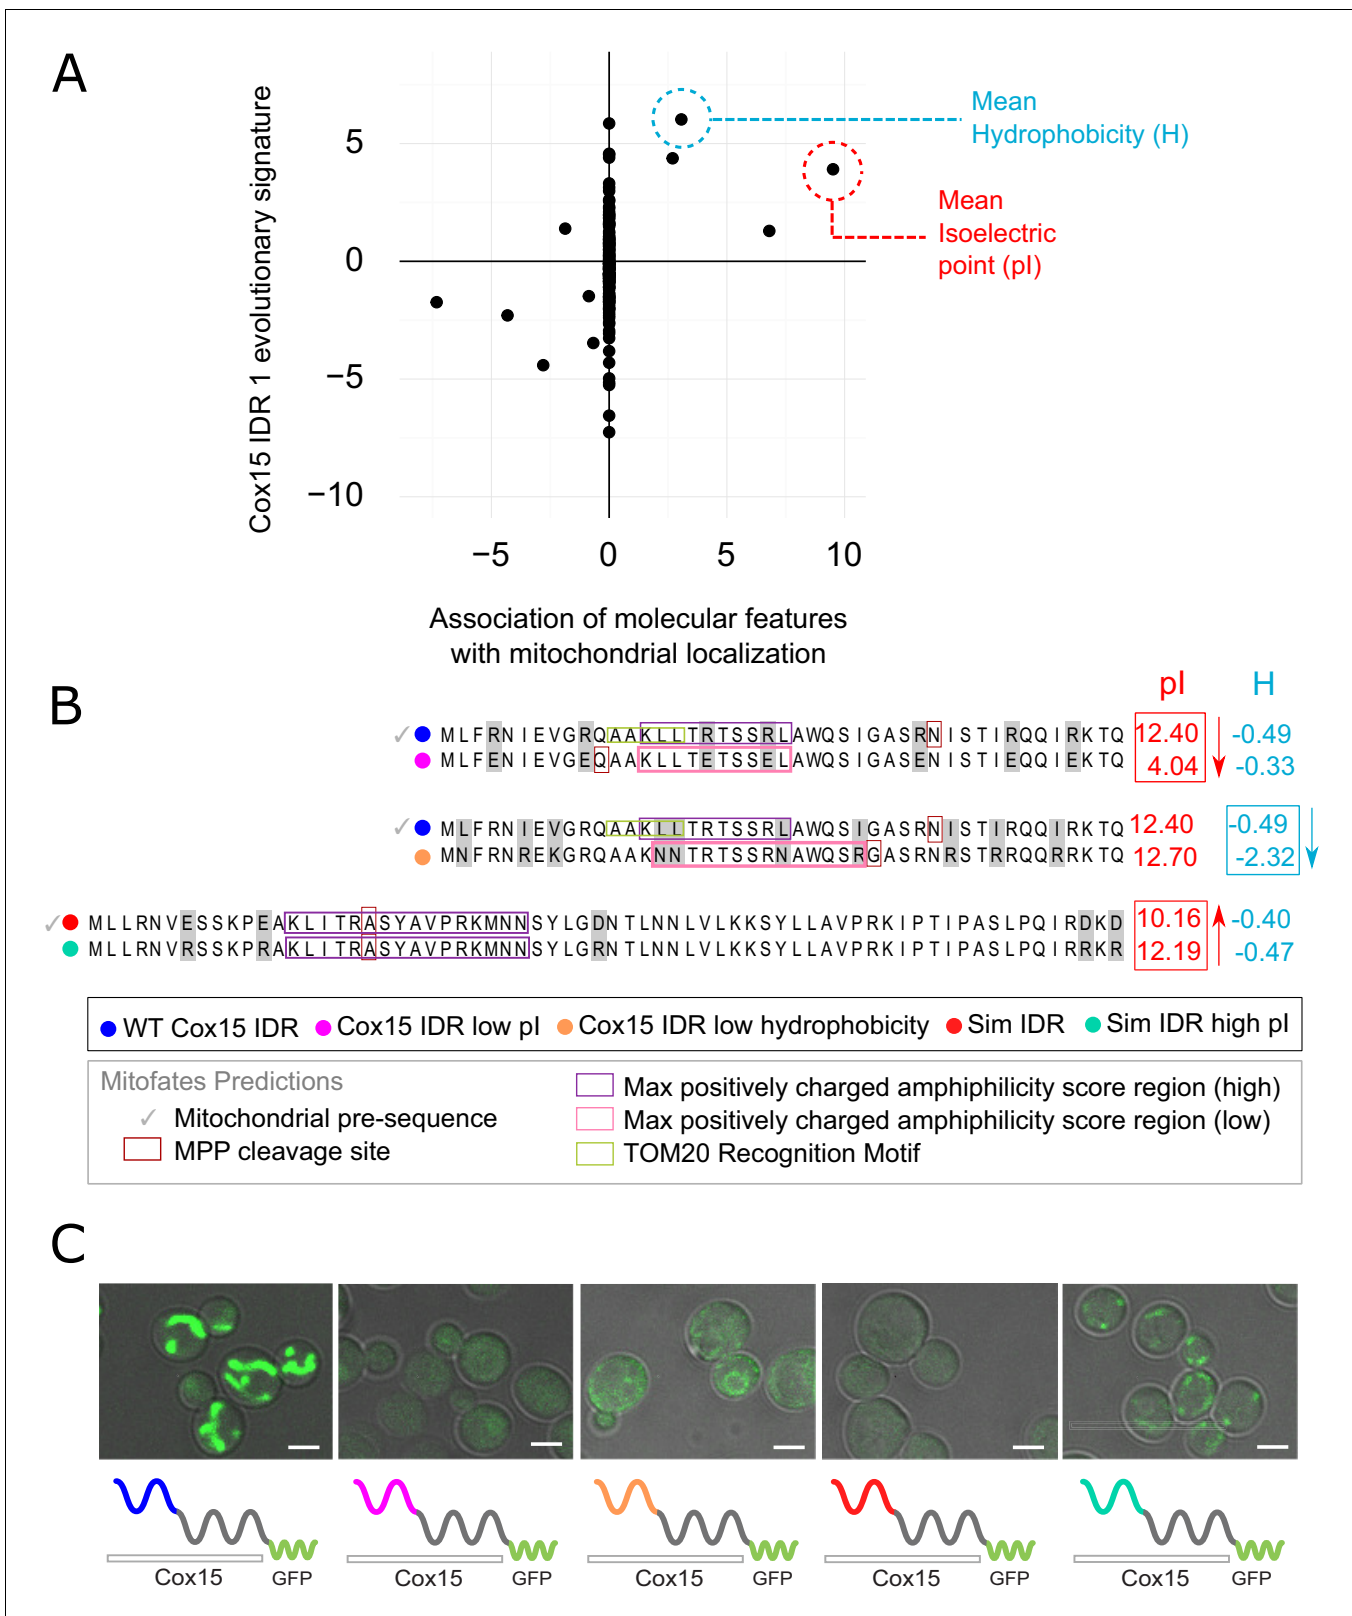 A
Cox15 IDR 1 evolutionary signature
5
0
−5
−10
−5 0 5 10
Association of molecular features
with mitochondrial localization
Mean
Hydrophobicity (H)
Mean
Isoelectric
point (pI)
B
pI H
✓ MLFRNIEVGRQAAKLLTRTSSRLAWQSIGASRNISTIRQQIRKTQ 12.40 -0.49
MLFENIEVGEQAAKLLTETSSELAWQSIGASENISTIEQQIEKTQ 4.04 -0.33
✓ MLFRNIEVGRQAAKLLTRTSSRLAWQSIGASRNISTIRQQIRKTQ 12.40 -0.49
MNFRNREKGRQAAKNNTRTSSRNAWQSRGASRNRSTRRQQRRKTQ 12.70 -2.32
✓ MLLRNVESSKPEAKLITRASYAVPRKMNNSYLGDNTLNNLVLKKSYLLAVPRKIPTIPASLPQIRDKD 10.16 -0.40
MLLRNVRSSKPRAKLITRASYAVPRKMNNSYLGRNTLNNLVLKKSYLLAVPRKIPTIPASLPQIRRKR 12.19 -0.47
WT Cox15 IDR Cox15 IDR low pI Cox15 IDR low hydrophobicity Sim IDR Sim IDR high pI
Mitofates Predictions
✓ Mitochondrial pre-sequence
MPP cleavage site
Max positively charged amphiphilicity score region (high)
Max positively charged amphiphilicity score region (low)
TOM20 Recognition Motif
C
Cox15 GFP Cox15 GFP Cox15 GFP Cox15 GFP Cox15 GFP